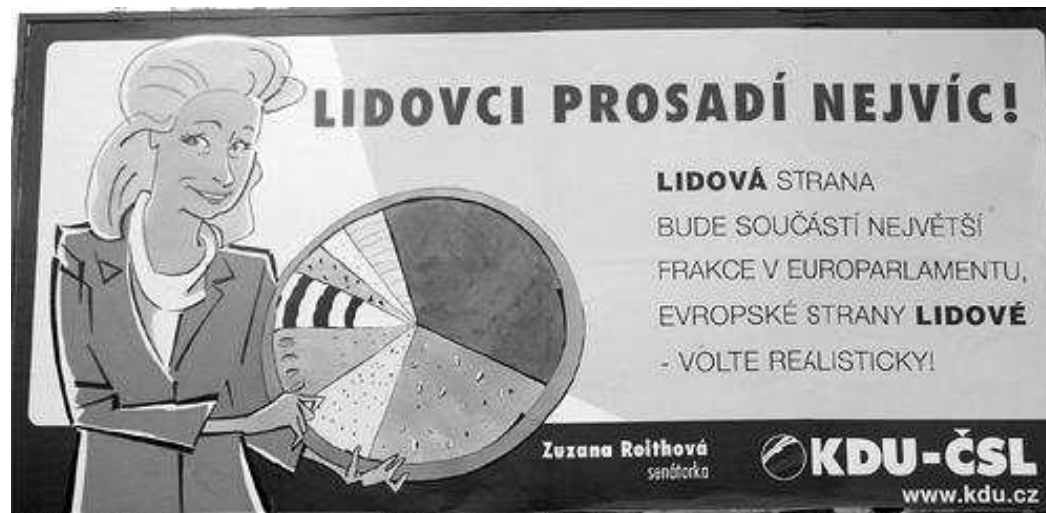 LIDOVCI PROSADÍ NEJVÍC!
LIDOVÁ STRANA
BUDE SOUČÁSTÍ NEJVĚTŠÍ
FRAKCE V EUROPARLAMENTU,
EVROPSKÉ STRANY LIDOVÉ
- VOLTE REALISTICKY!
Zuzana Roithová
senátorka
KDU-ČSL
www.kdu.cz